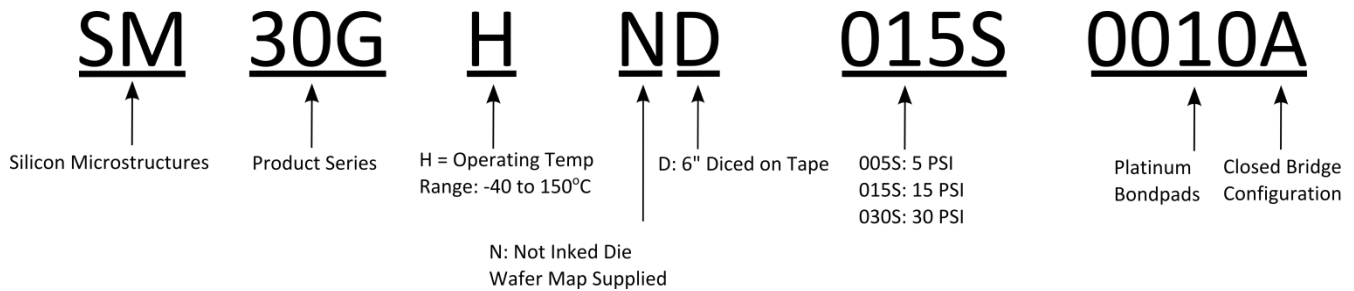 SM 30G H ND 015S 0010A
Silicon Microstructures
Product Series
H = Operating Temp
Range: -40 to 150°C
N: Not Inked Die
Wafer Map Supplied
D: 6" Diced on Tape
005S: 5 PSI
015S: 15 PSI
030S: 30 PSI
Platinum
Bondpads
Closed Bridge
Configuration